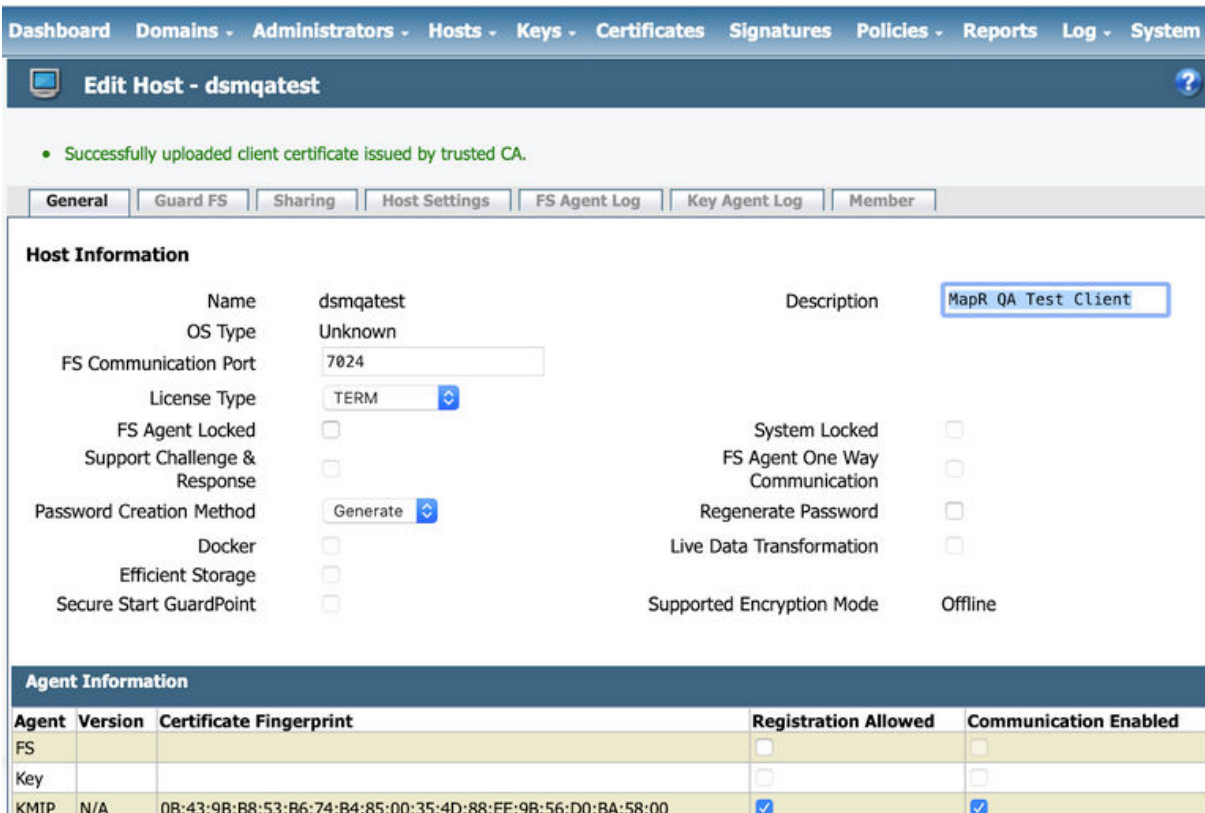 Dashboard Domains Administrators Hosts Keys Certificates Signatures Policies Reports Log System
Edit Host - dsmqatest ?
• Successfully uploaded client certificate issued by trusted CA.
General Guard FS Sharing Host Settings FS Agent Log Key Agent Log Member
Host Information
Name dsmqatest Description MapR QA Test Client
OS Type Unknown
FS Communication Port 7024
License Type TERM
FS Agent Locked System Locked
Support Challenge & Response FS Agent One Way Communication
Password Creation Method Generate Regenerate Password
Docker Live Data Transformation
Efficient Storage
Secure Start GuardPoint Supported Encryption Mode Offline
Agent Information
Agent Version Certificate Fingerprint Registration Allowed Communication Enabled
FS
Key
KMIP N/A 0B:43:9B:B8:53:B6:74:B4:85:00:35:4D:88:EE:9B:56:D0:BA:58:00